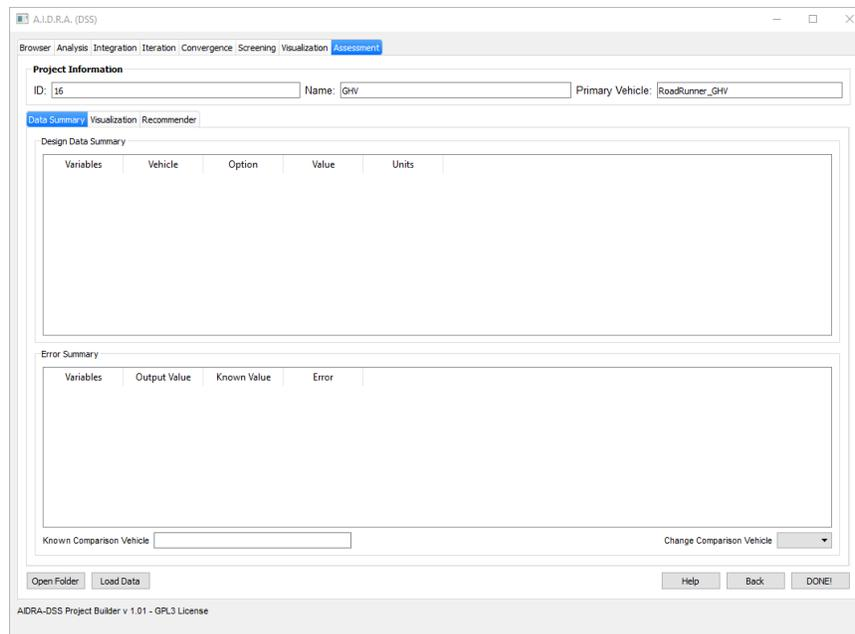 A.I.D.R.A. (DSS)
Browser Analysis Integration Iteration Convergence Screening Visualization Assessment
Project Information
ID: 16 Name: GHV Primary Vehicle: RoadRunner_GHV
Data Summary Visualization Recommender
Design Data Summary
Variables Vehicle Option Value Units
Error Summary
Variables Output Value Known Value Error
Known Comparison Vehicle Change Comparison Vehicle
Open Folder Load Data Help Back DONE!
AIDRA-DSS Project Builder v 1.01 - GPL3 License